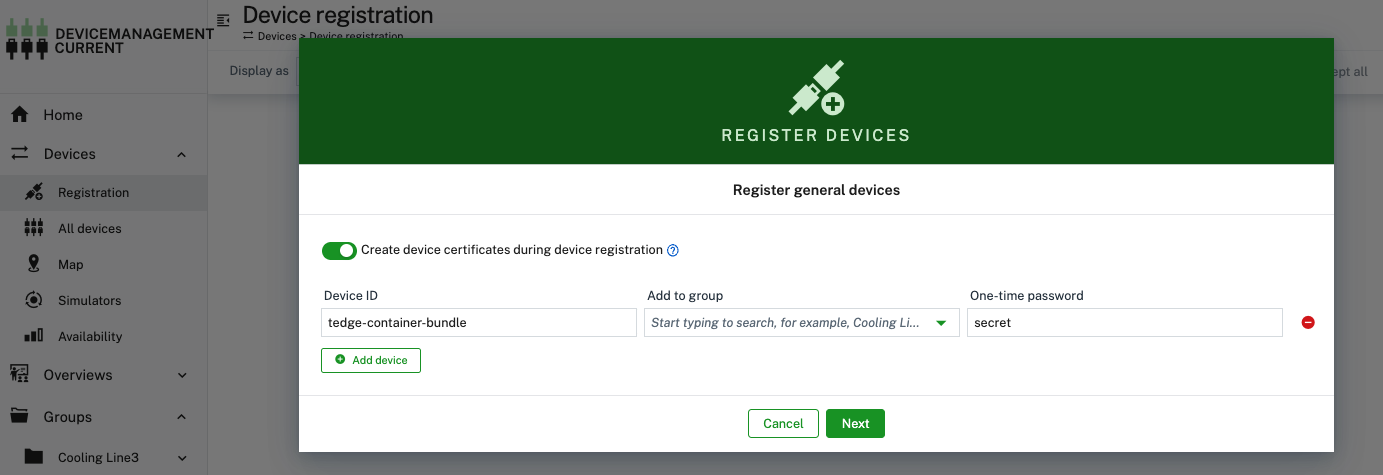 DEVICEMANAGEMENT
CURRENT
Home
Devices
Registration
All devices
Map
Simulators
Availability
Overviews
Groups
Cooling Line3
Device registration
Devices > Device registration
Display as
ept all
REGISTER DEVICES
Register general devices
Create device certificates during device registration
Device ID
Add to group
One-time password
tedge-container-bundle
Start typing to search, for example, Cooling Li...
secret
Add device
Cancel
Next